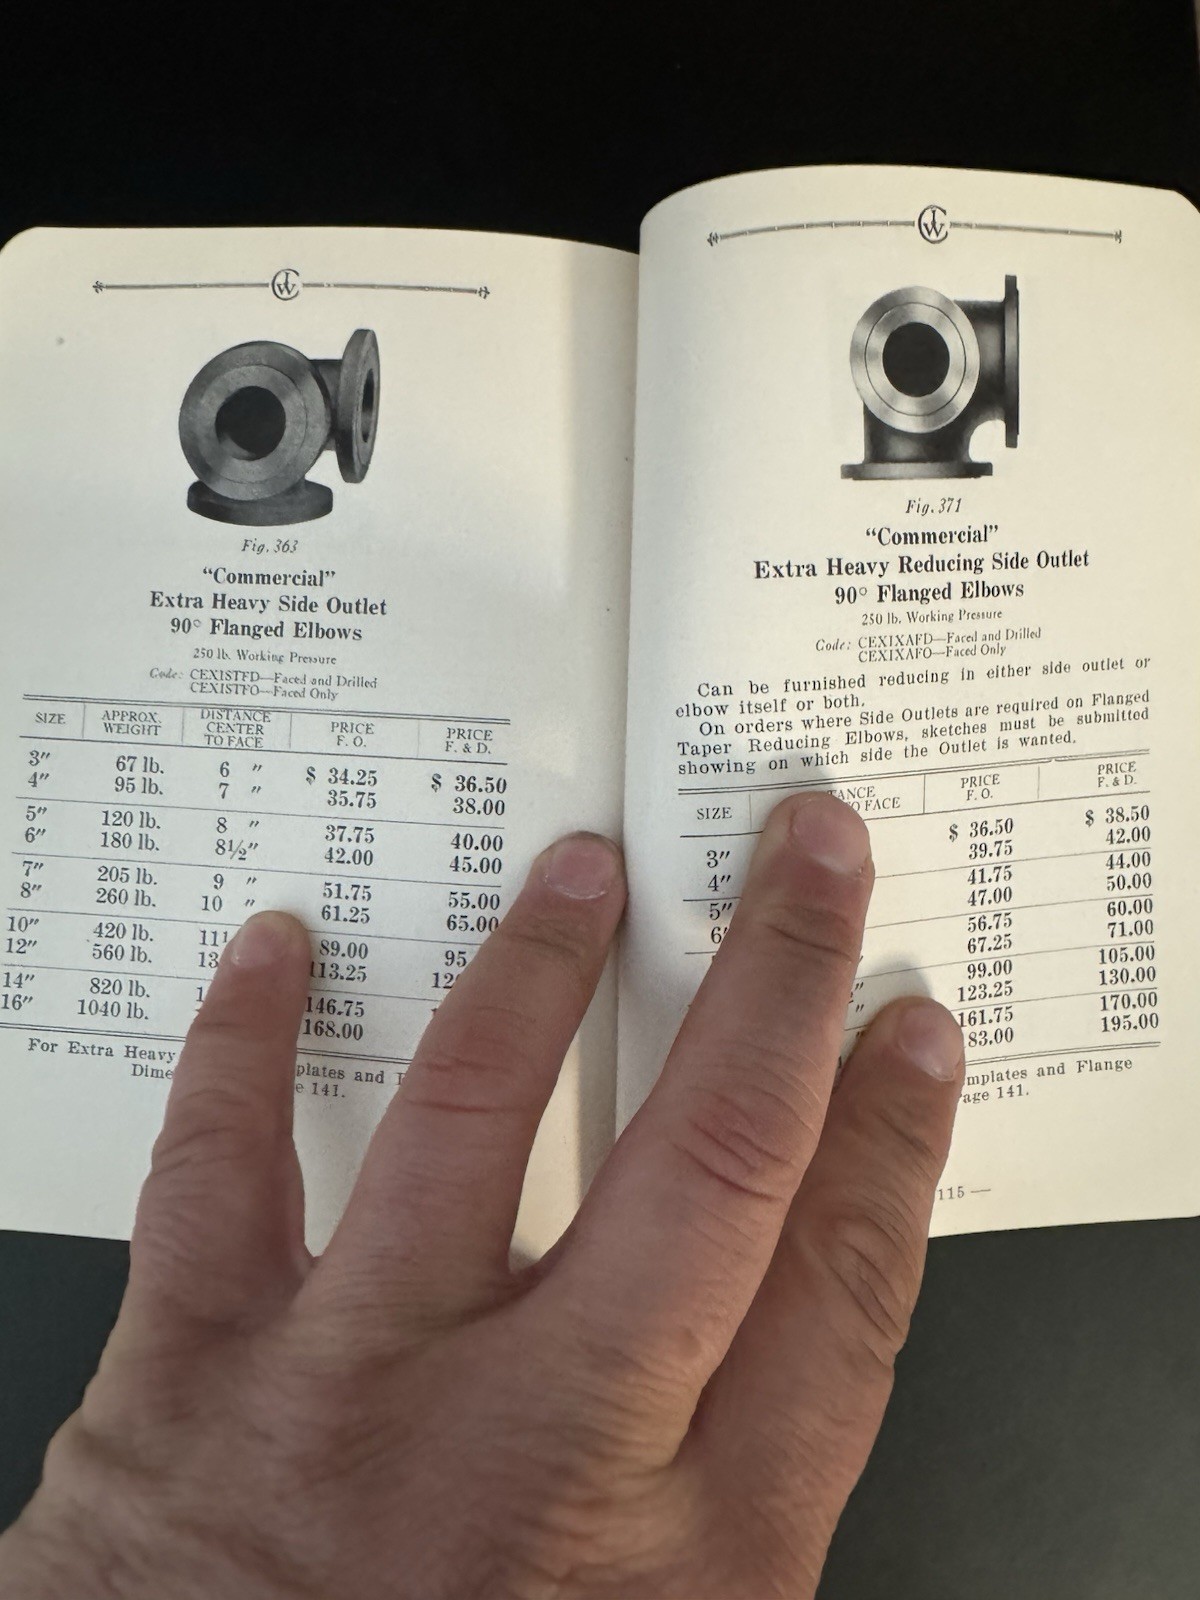 Fig. 363
"Commercial"
Extra Heavy Side Outlet
90° Flanged Elbows
250 lb. Working Pressure
Code: CEXISTFD—Faced and Drilled
CEXISTFO—Faced Only
SIZE APPROX. WEIGHT DISTANCE CENTER TO FACE PRICE F. O. PRICE F. & D.
3″ 67 lb. 6 ″ $ 34.25 $ 36.50
4″ 95 lb. 7 ″ 35.75 38.00
5″ 120 lb. 8 ″ 37.75 40.00
6″ 180 lb. 8½″ 42.00 45.00
7″ 205 lb. 9 ″ 51.75 55.00
8″ 260 lb. 10 ″ 61.25 65.00
10″ 420 lb. 89.00
12″ 560 lb. 113.25
14″ 820 lb. 146.75
16″ 1040 lb. 168.00
For Extra Heavy
and
141.
Fig. 371
"Commercial"
Extra Heavy Reducing Side Outlet
90° Flanged Elbows
250 lb. Working Pressure
Code: CEXIXAFD—Faced and Drilled
CEXIXAFO—Faced Only
Can be furnished reducing in either side outlet or
elbow itself or both.
On orders where Side Outlets are required on Flanged
Taper Reducing Elbows, sketches must be submitted
showing on which side the Outlet is wanted.
SIZE FACE PRICE F. O. PRICE F. & D.
3″ $ 36.50 $ 38.50
4″ 39.75 42.00
5″ 41.75 44.00
6″ 47.00 50.00
56.75 60.00
67.25 71.00
99.00 105.00
123.25 130.00
161.75 170.00
195.00
and Flange
141.
115 —